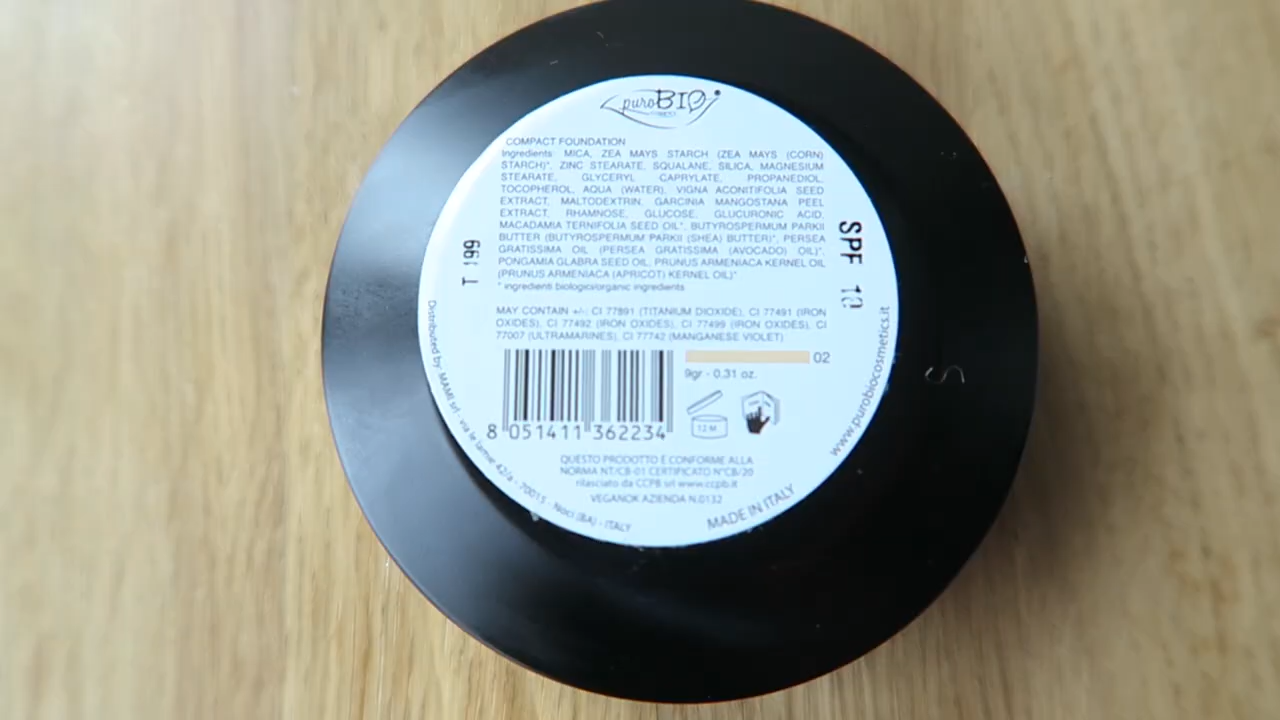 puroBIO
COMPACT FOUNDATION
Ingredients: MICA, ZEA MAYS STARCH (ZEA MAYS (CORN)
STARCH)*, ZINC STEARATE, SQUALANE, SILICA, MAGNESIUM
STEARATE, GLYCERYL CAPRYLATE, PROPANEDIOL,
TOCOPHEROL, AQUA (WATER), VIGNA ACONITIFOLIA SEED
EXTRACT, MALTODEXTRIN, GARCINIA MANGOSTANA PEEL
EXTRACT, RHAMNOSE, GLUCOSE, GLUCURONIC ACID,
MACADAMIA TERNIFOLIA SEED OIL*, BUTYROSPERMUM PARKII
BUTTER (BUTYROSPERMUM PARKII (SHEA) BUTTER)*, PERSEA
GRATISSIMA OIL (PERSEA GRATISSIMA (AVOCADO) OIL)*,
PONGAMIA GLABRA SEED OIL, PRUNUS ARMENIACA KERNEL OIL
(PRUNUS ARMENIACA (APRICOT) KERNEL OIL)*
* ingredienti biologici/organic ingredients
MAY CONTAIN +/-: CI 77891 (TITANIUM DIOXIDE), CI 77491 (IRON
OXIDES), CI 77492 (IRON OXIDES), CI 77499 (IRON OXIDES), CI
77007 (ULTRAMARINES), CI 77742 (MANGANESE VIOLET)
02
9gr - 0.31 oz.
12 M
8 051411 362234
QUESTO PRODOTTO È CONFORME ALLA
NORMA NT/CB-01 CERTIFICATO N°CB/20
rilasciato da CCPB srl www.ccpb.it
VEGANOK AZIENDA N.0132
MADE IN ITALY
T 199
SPF 10
Distributed by: MAMI srl - via le lamie 42/a - 70015 - Noci (BA) - ITALY
www.purobiocosmetics.it
S